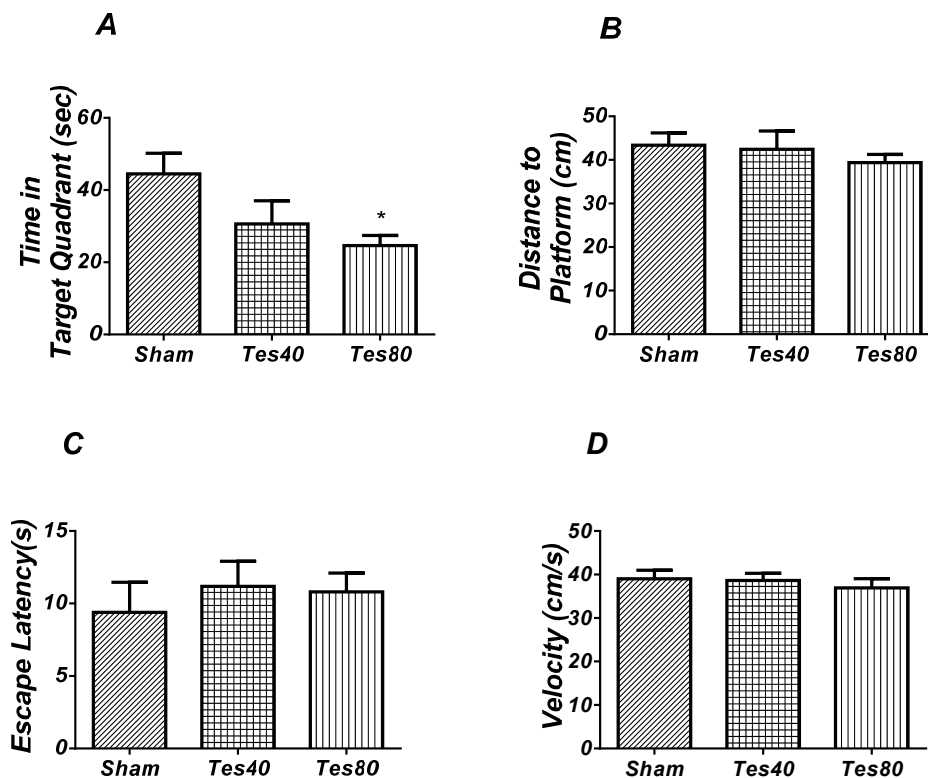 A
Time in
Target Quadrant (sec)
60
40
20
0
*
Sham Tes40 Tes80
B
Distance to
Platform (cm)
50
40
30
20
10
0
Sham Tes40 Tes80
C
Escape Latency(s)
15
10
5
0
Sham Tes40 Tes80
D
Velocity (cm/s)
50
40
30
20
10
0
Sham Tes40 Tes80